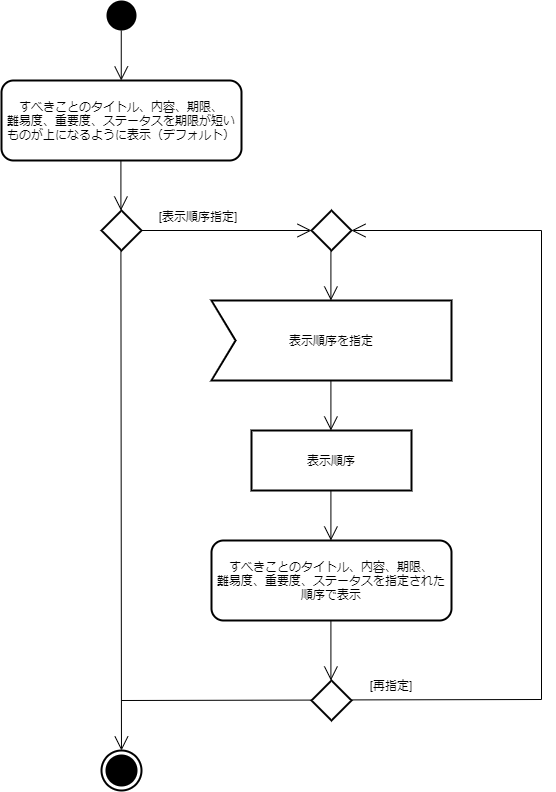 すべきことのタイトル、内容、期限、
難易度、重要度、ステータスを期限が短い
ものが上になるように表示（デフォルト）
[表示順序指定]
表示順序を指定
表示順序
すべきことのタイトル、内容、期限、
難易度、重要度、ステータスを指定された
順序で表示
[再指定]